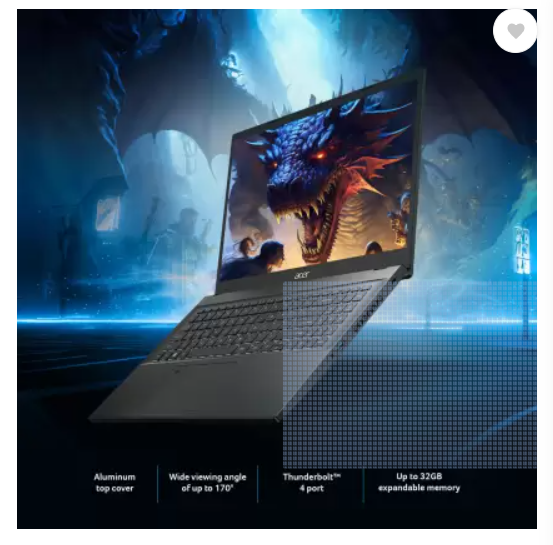 acer
Aluminum
top cover
Wide viewing angle
of up to 170°
Thunderbolt™
4 port
Up to 32GB
expandable memory